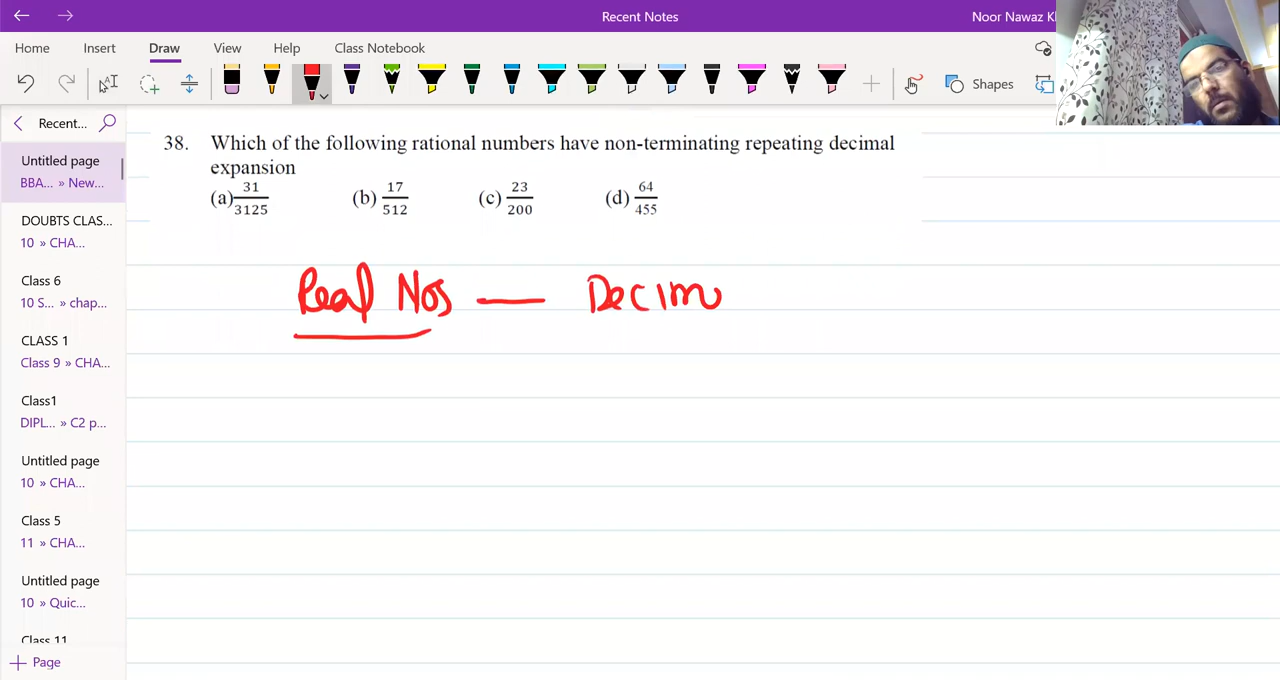 Recent Notes
Noor Nawaz Kl
Home Insert Draw View Help Class Notebook
Shapes
Recent...
Untitled page
BBA... » New...
DOUBTS CLAS...
10 » CHA...
Class 6
10 S... » chap...
CLASS 1
Class 9 » CHA...
Class1
DIPL... » C2 p...
Untitled page
10 » CHA...
Class 5
11 » CHA...
Untitled page
10 » Quic...
Class 11
Page
38. Which of the following rational numbers have non-terminating repeating decimal
expansion
(a) 31/3125 (b) 17/512 (c) 23/200 (d) 64/455
Real Nos — Decim